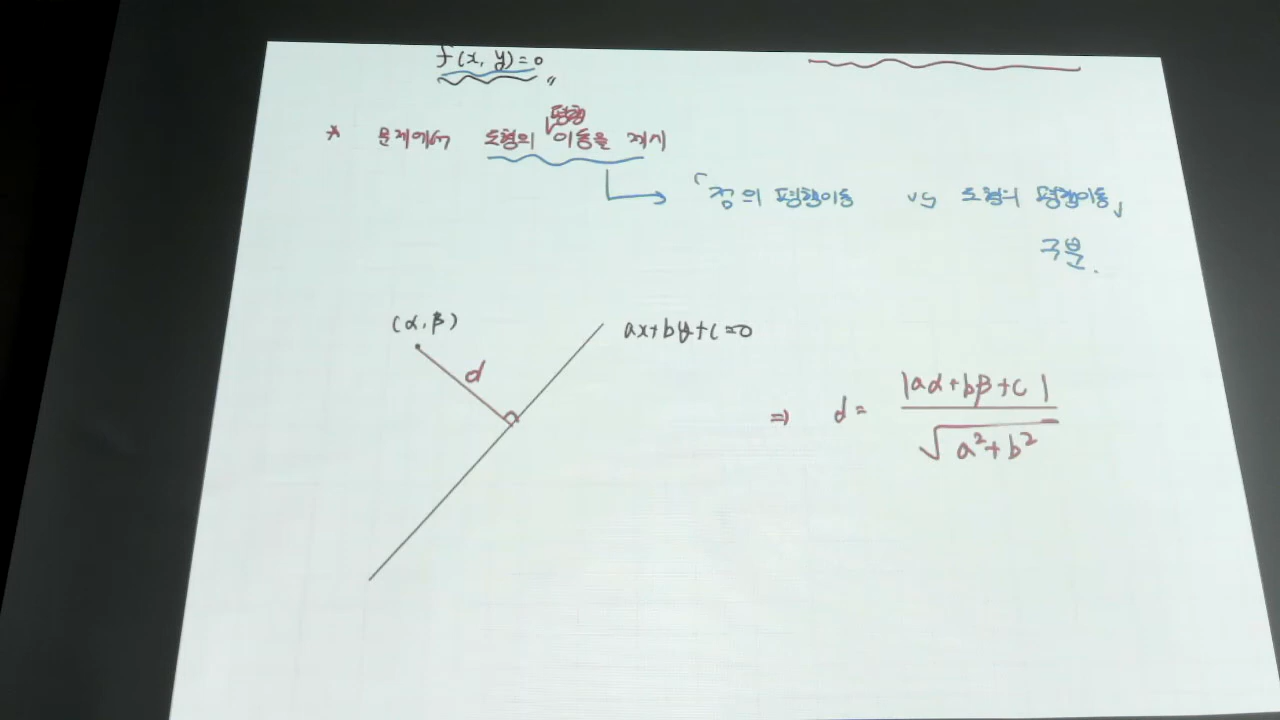 f(x, y)=0 〃
평행
* 문제에서 도형의 이동을 제시
「점의 평행이동 vs 도형의 평행이동」
구분.
(α, β)
ax+by+c=0
d
⇒ d = |aα+bβ+c| / √a²+b²